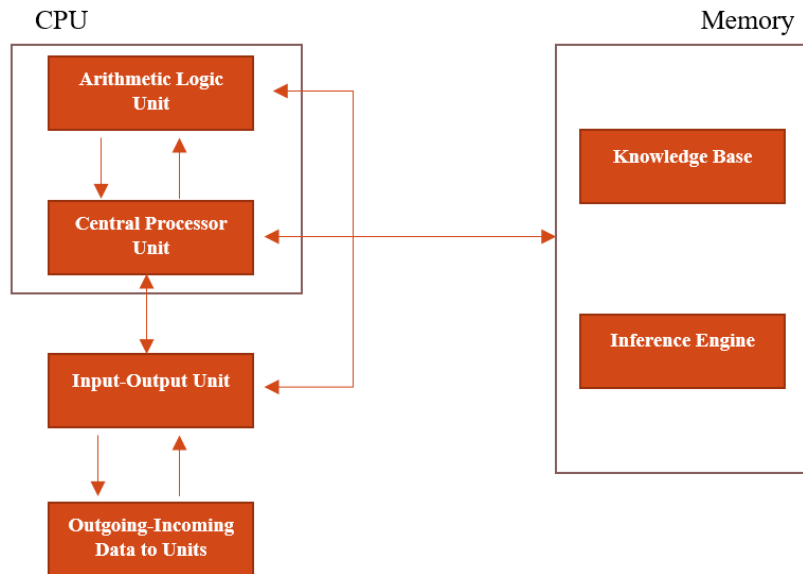 CPU
Memory
Arithmetic Logic
Unit
Knowledge Base
Central Processor
Unit
Inference Engine
Input-Output Unit
Outgoing-Incoming
Data to Units